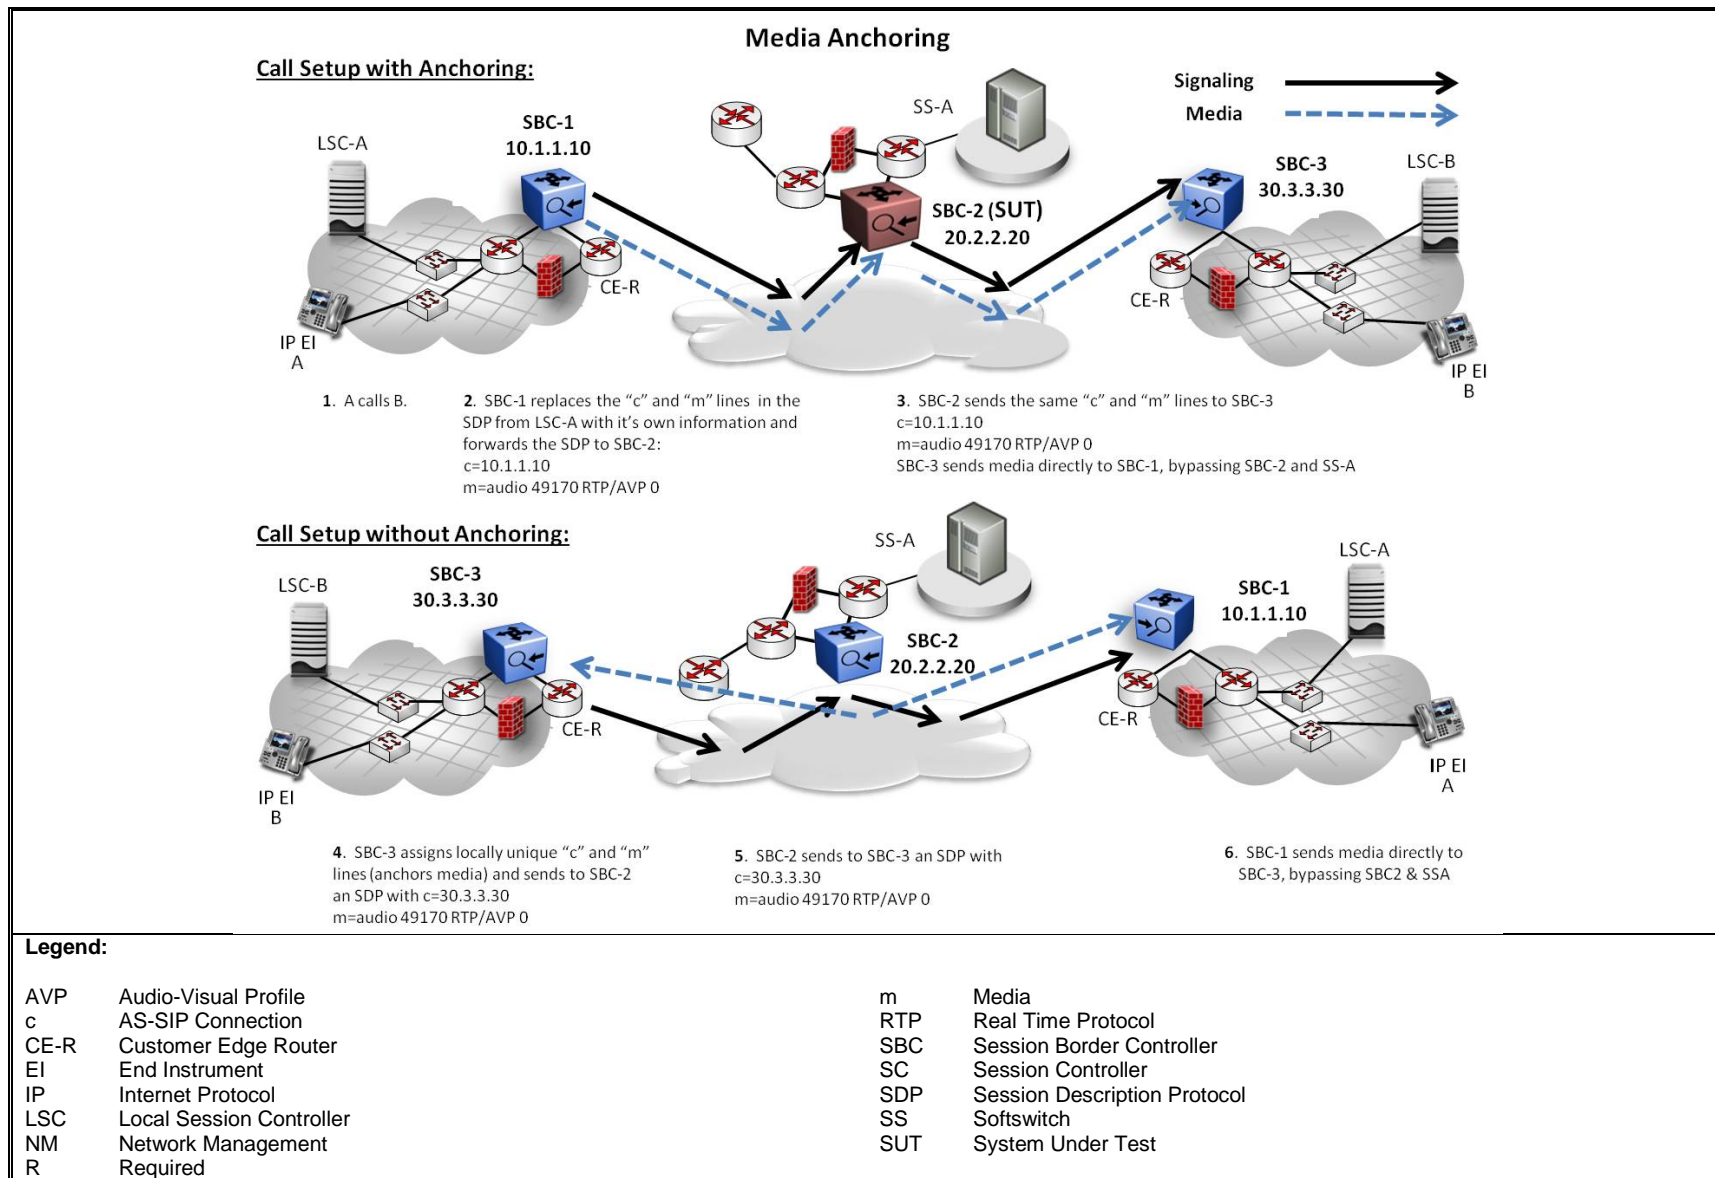 Media Anchoring
Call Setup with Anchoring:
Signaling
Media
SS-A
SBC-1
10.1.1.10
LSC-A
SBC-3
30.3.3.30
LSC-B
SBC-2 (SUT)
20.2.2.20
CE-R
CE-R
IP EI
A
IP EI
B
1. A calls B.
2. SBC-1 replaces the “c” and “m” lines in the
SDP from LSC-A with it’s own information and
forwards the SDP to SBC-2:
c=10.1.1.10
m=audio 49170 RTP/AVP 0
3. SBC-2 sends the same “c” and “m” lines to SBC-3
c=10.1.1.10
m=audio 49170 RTP/AVP 0
SBC-3 sends media directly to SBC-1, bypassing SBC-2 and SS-A
Call Setup without Anchoring:
SS-A
LSC-A
SBC-3
30.3.3.30
LSC-B
SBC-1
10.1.1.10
SBC-2
20.2.2.20
CE-R
CE-R
IP EI
B
IP EI
A
4. SBC-3 assigns locally unique “c” and “m”
lines (anchors media) and sends to SBC-2
an SDP with c=30.3.3.30
m=audio 49170 RTP/AVP 0
5. SBC-2 sends to SBC-3 an SDP with
c=30.3.3.30
m=audio 49170 RTP/AVP 0
6. SBC-1 sends media directly to
SBC-3, bypassing SBC2 & SSA
Legend:
AVP Audio-Visual Profile
c AS-SIP Connection
CE-R Customer Edge Router
EI End Instrument
IP Internet Protocol
LSC Local Session Controller
NM Network Management
R Required
m Media
RTP Real Time Protocol
SBC Session Border Controller
SC Session Controller
SDP Session Description Protocol
SS Softswitch
SUT System Under Test